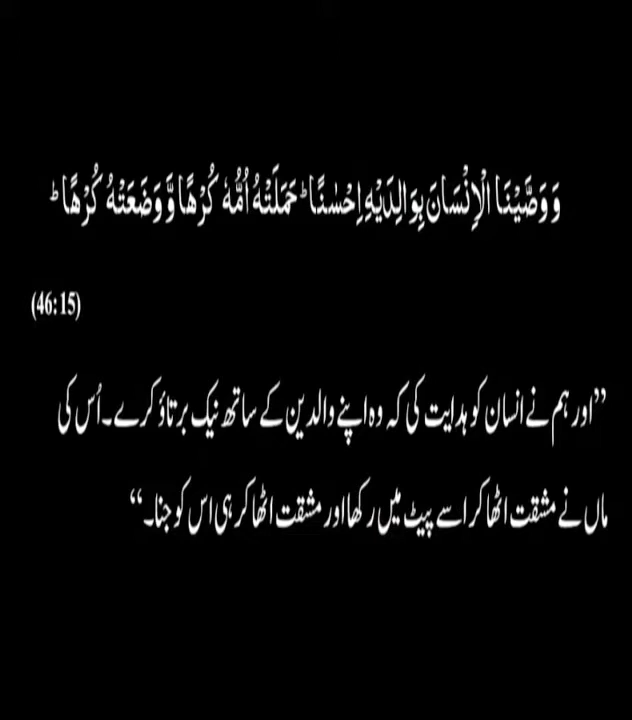 وَ وَصَّيْنَا الْاِنْسَانَ بِوَالِدَيْهِ اِحْسٰنًا ؕ حَمَلَتْهُ اُمُّهٗ كُرْهًا وَّ وَضَعَتْهُ كُرْهًا ؕ
(46:15)
”اور ہم نے انسان کو ہدایت کی کہ وہ اپنے والدین کے ساتھ نیک برتاؤ کرے۔ اُس کی
ماں نے مشقت اٹھا کر اسے پیٹ میں رکھا اور مشقت اٹھا کر ہی اس کو جنا۔“